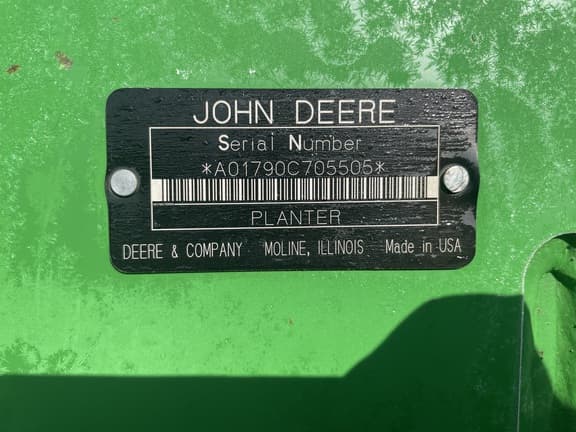 JOHN DEERE
Serial Number
*A01790C705505*
PLANTER
DEERE & COMPANY MOLINE, ILLINOIS Made in USA